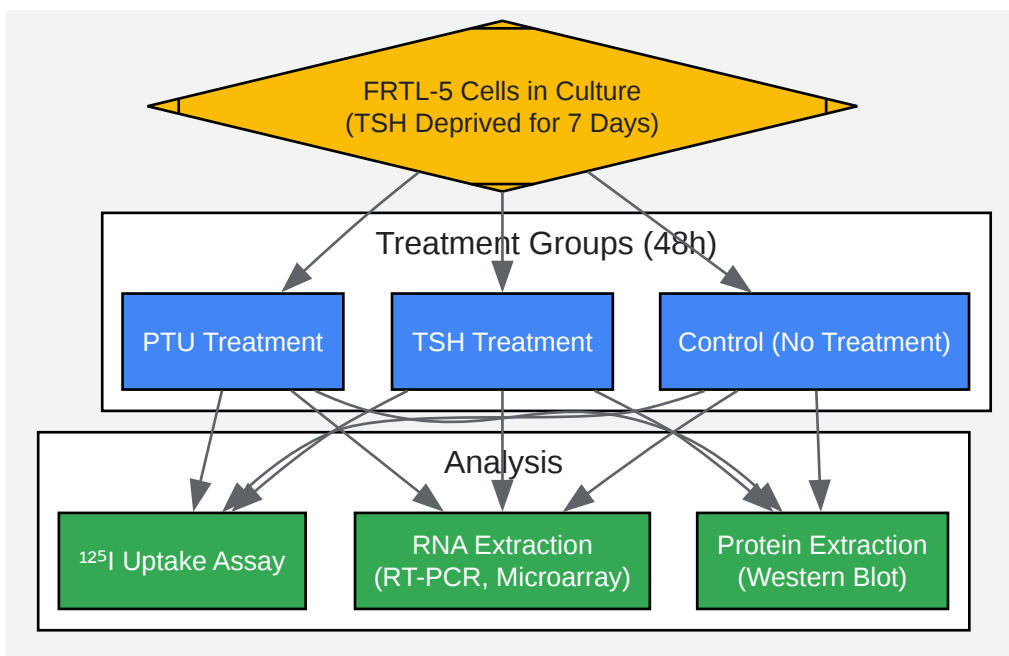 FRTL-5 Cells in Culture
(TSH Deprived for 7 Days)
Treatment Groups (48h)
PTU Treatment
TSH Treatment
Control (No Treatment)
Analysis
¹²⁵I Uptake Assay
RNA Extraction
(RT-PCR, Microarray)
Protein Extraction
(Western Blot)